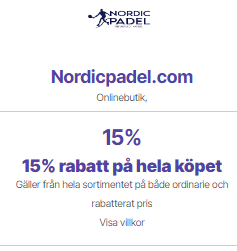 NORDIC
PADEL
Nordicpadel.com
Onlinebutik,
15%
15% rabatt på hela köpet
Gäller från hela sortimentet på både ordinarie och
rabatterat pris
Visa villkor